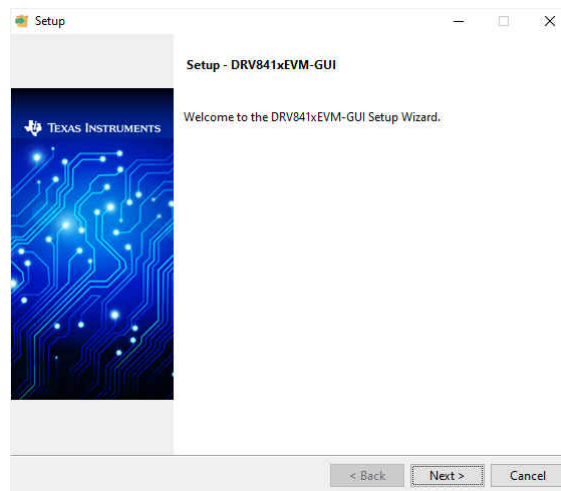 Setup
Setup - DRV841xEVM-GUI
Welcome to the DRV841xEVM-GUI Setup Wizard.
TEXAS INSTRUMENTS
< Back
Next >
Cancel